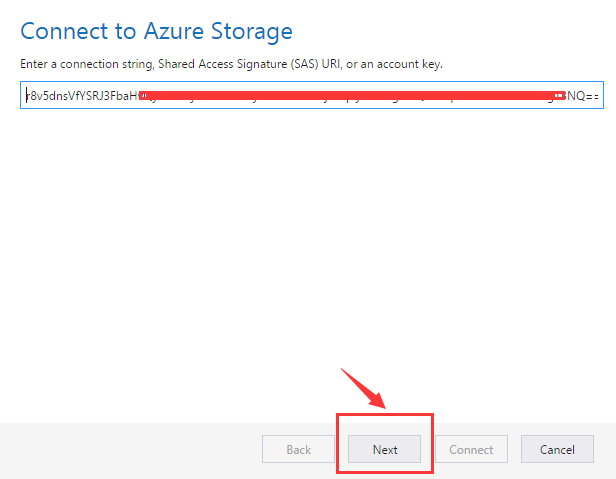 Connect to Azure Storage
Enter a connection string, Shared Access Signature (SAS) URI, or an account key.
r8v5dnsVfYSRJ3FbaH NQ==
Back Next Connect Cancel